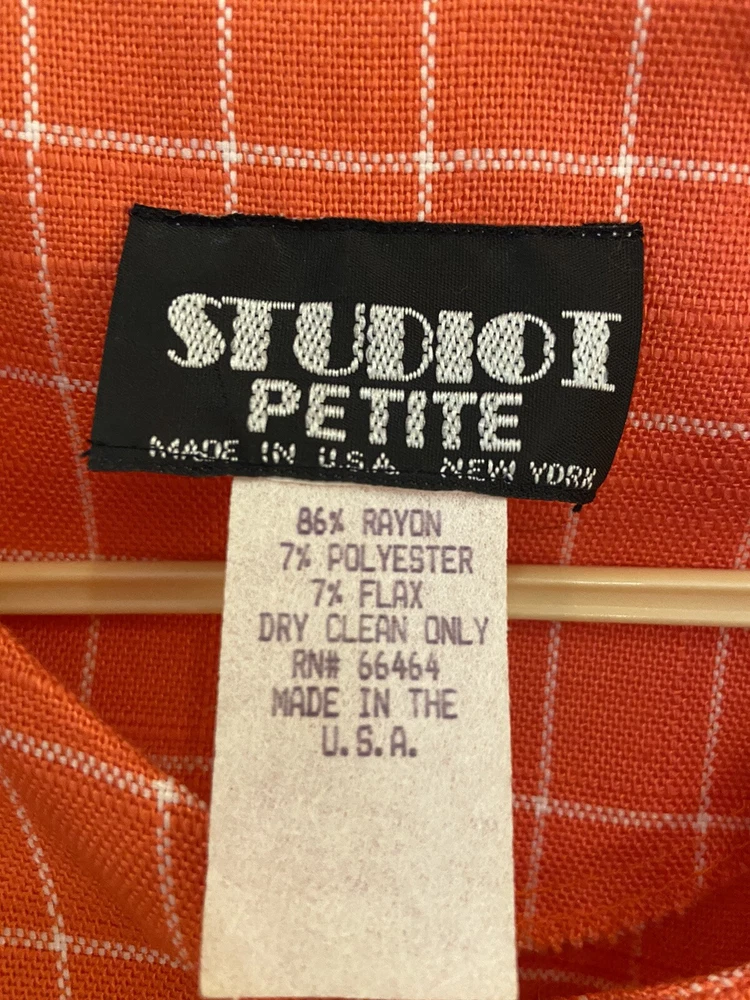 STUDIO I
PETITE
MADE IN U.S.A. NEW YORK
86% RAYON
7% POLYESTER
7% FLAX
DRY CLEAN ONLY
RN# 66464
MADE IN THE
U.S.A.